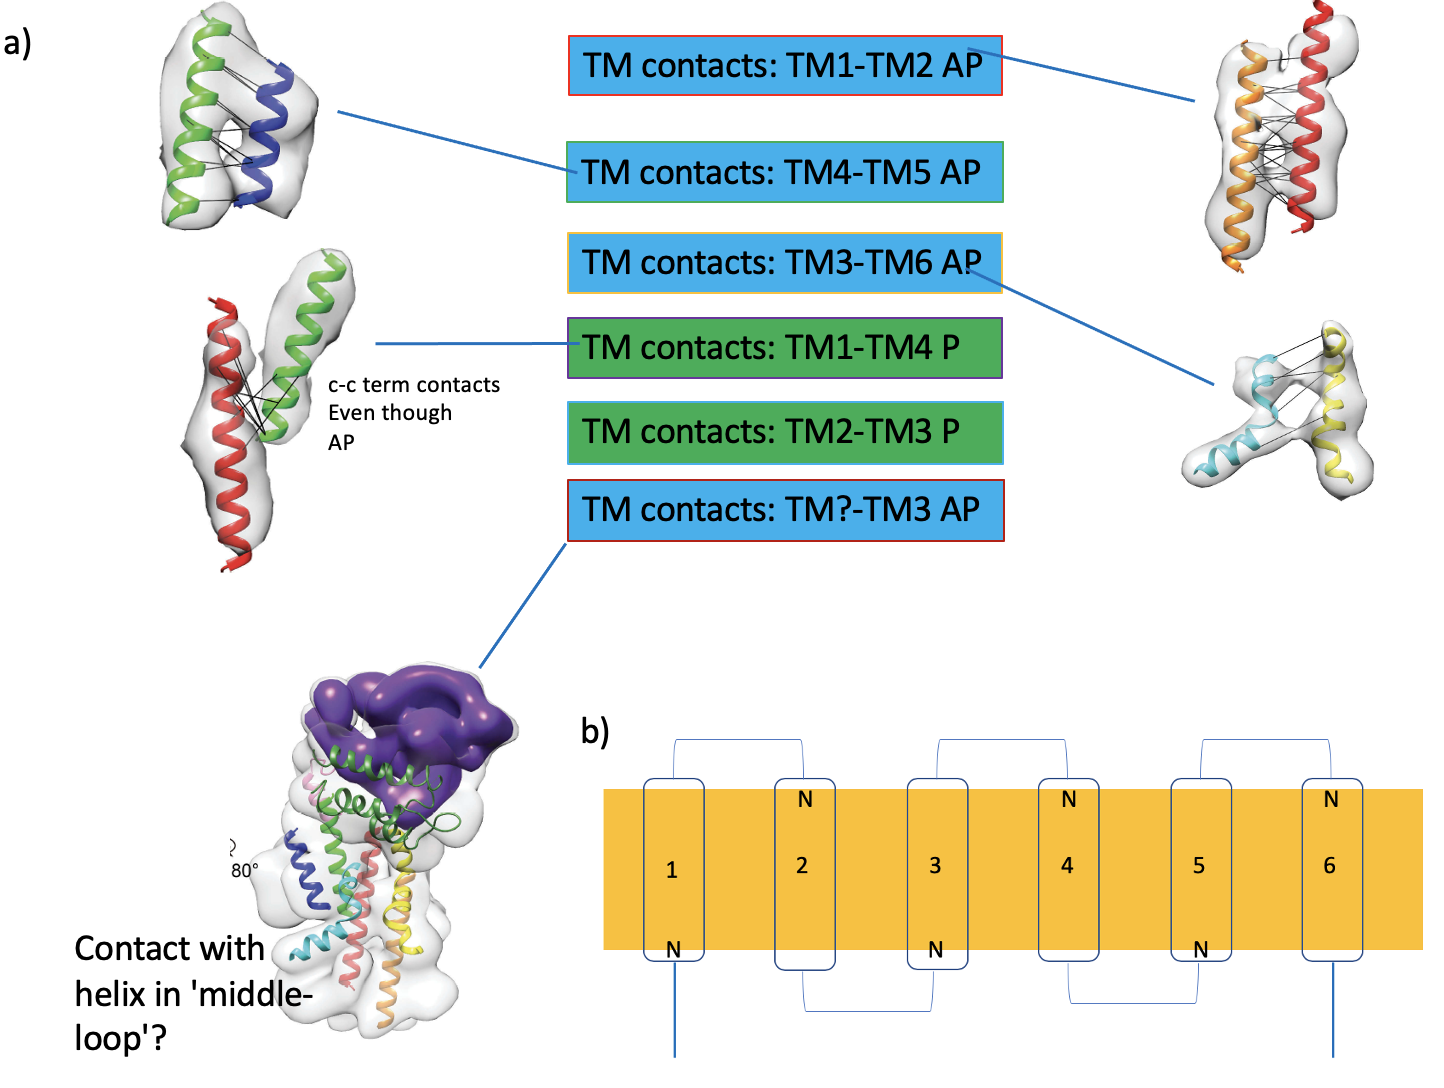 a)
TM contacts: TM1-TM2 AP
TM contacts: TM4-TM5 AP
TM contacts: TM3-TM6 AP
TM contacts: TM1-TM4 P
c-c term contacts
Even though
AP
TM contacts: TM2-TM3 P
TM contacts: TM?-TM3 AP
80°
Contact with
helix in 'middle-
loop'?
b)
N N N
1 2 3 4 5 6
N N N